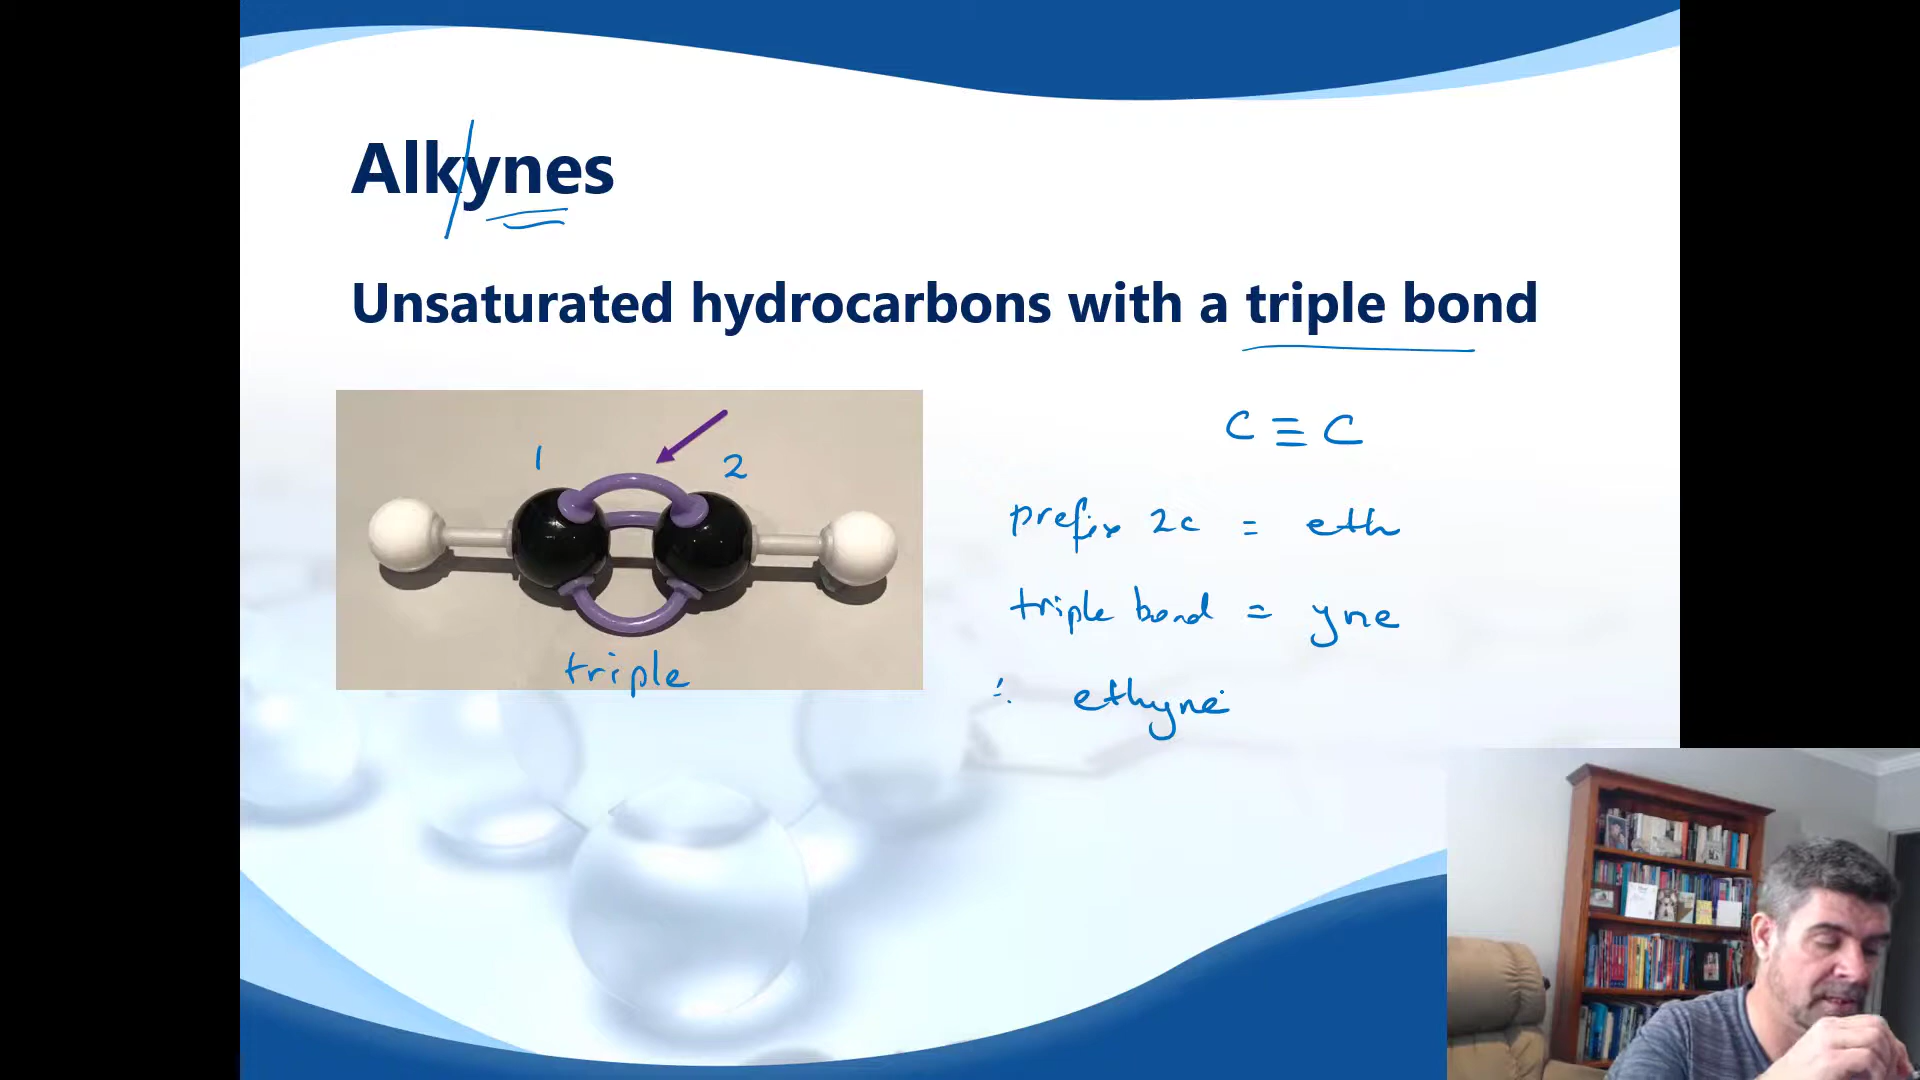 Alkynes
Unsaturated hydrocarbons with a triple bond
C ≡ C
1
2
prefix 2c = eth
triple bond = yne
triple
∴ ethyne